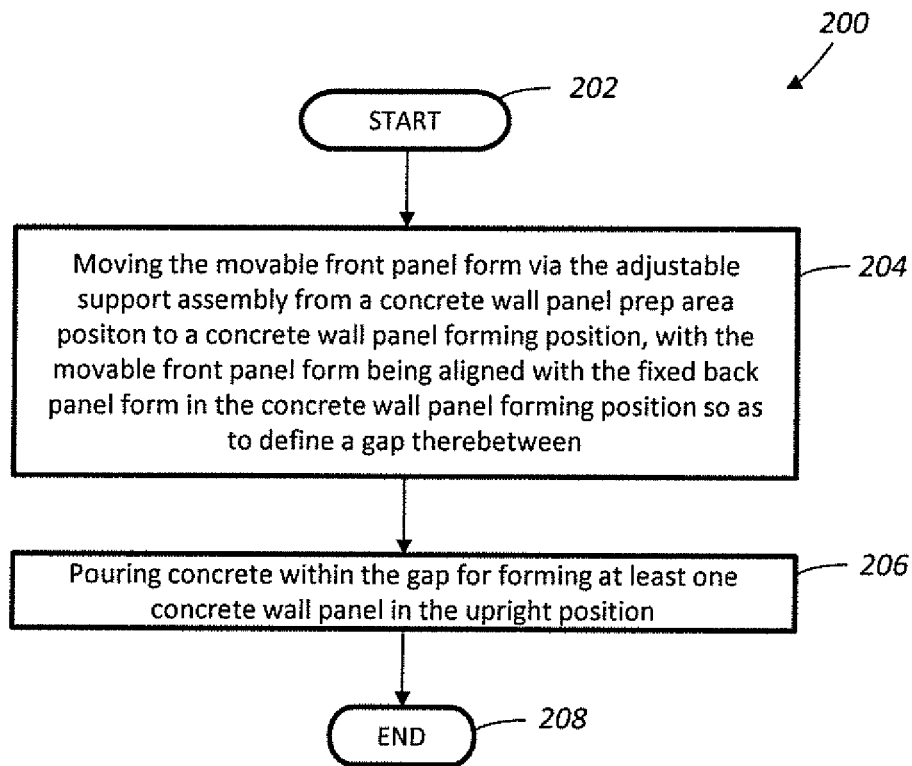 200
202
START
Moving the movable front panel form via the adjustable
support assembly from a concrete wall panel prep area
positon to a concrete wall panel forming position, with the
movable front panel form being aligned with the fixed back
panel form in the concrete wall panel forming position so as
to define a gap therebetween
204
Pouring concrete within the gap for forming at least one
concrete wall panel in the upright position
206
END
208